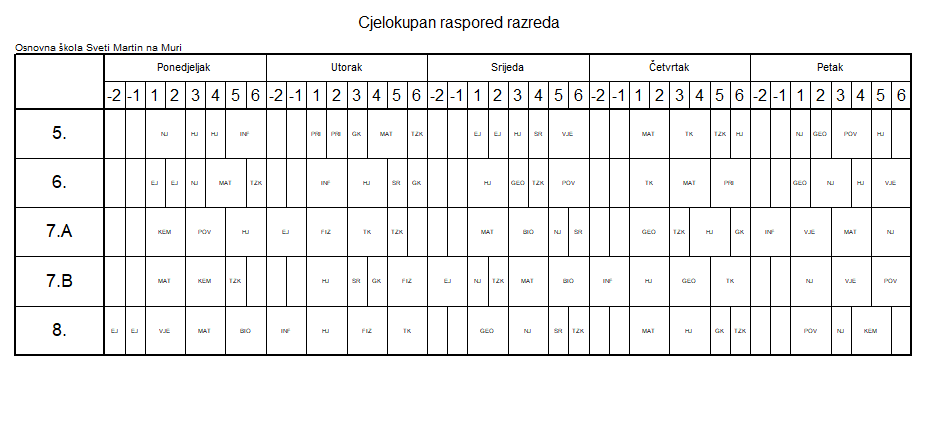 Cjelokupan raspored razreda
Osnovna škola Sveti Martin na Muri
Ponedjeljak Utorak Srijeda Četvrtak Petak
-2 -1 1 2 3 4 5 6 -2 -1 1 2 3 4 5 6 -2 -1 1 2 3 4 5 6 -2 -1 1 2 3 4 5 6 -2 -1 1 2 3 4 5 6
5. NJ HJ HJ INF PRI PRI GK MAT TZK EJ EJ HJ SR VJE MAT TK TZK HJ NJ GEO POV HJ
6. EJ EJ NJ MAT TZK INF HJ SR GK HJ GEO TZK POV TK MAT PRI GEO NJ HJ VJE
7.A KEM POV HJ EJ FIZ TK TZK MAT BIO NJ SR GEO TZK HJ GK INF VJE MAT NJ
7.B MAT KEM TZK HJ SR GK FIZ EJ NJ TZK MAT BIO INF HJ GEO TK NJ VJE POV
8. EJ EJ VJE MAT BIO INF HJ FIZ TK GEO NJ SR TZK MAT HJ GK TZK POV NJ KEM